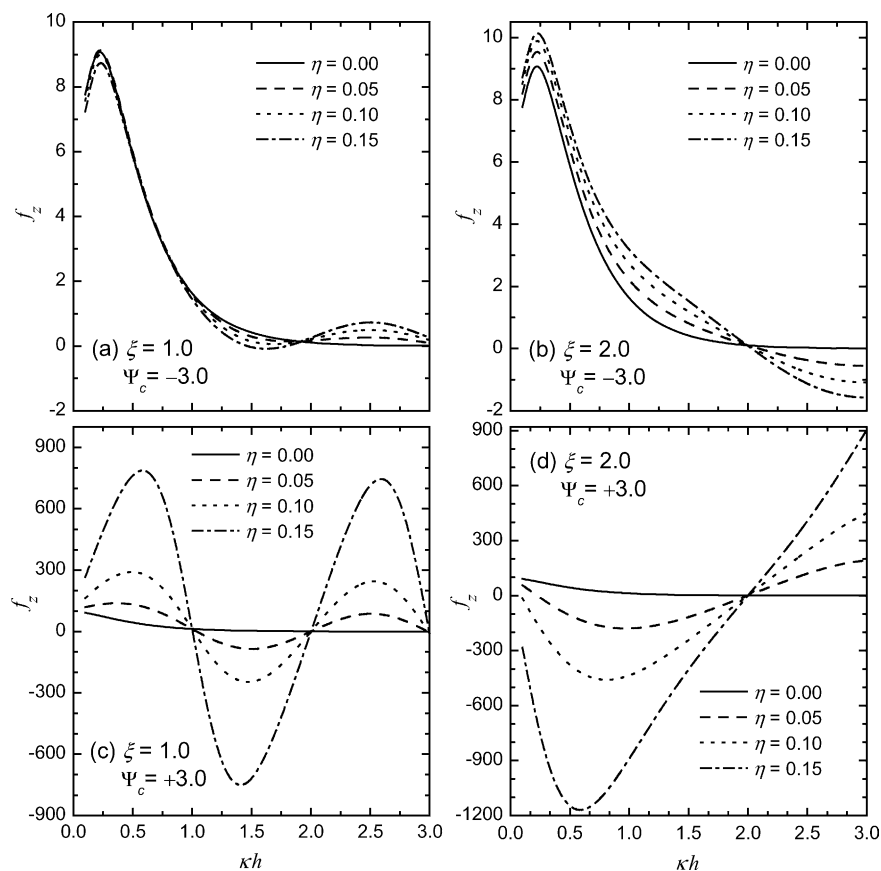 10
8
6
4
2
0
-2
f_z
η = 0.00
η = 0.05
η = 0.10
η = 0.15
(a) ξ = 1.0
Ψ_c = −3.0
10
8
6
4
2
0
-2
f_z
η = 0.00
η = 0.05
η = 0.10
η = 0.15
(b) ξ = 2.0
Ψ_c = −3.0
900
600
300
0
-300
-600
-900
f_z
η = 0.00
η = 0.05
η = 0.10
η = 0.15
(c) ξ = 1.0
Ψ_c = +3.0
0.0 0.5 1.0 1.5 2.0 2.5 3.0
κh
900
600
300
0
-300
-600
-900
-1200
f_z
(d) ξ = 2.0
Ψ_c = +3.0
η = 0.00
η = 0.05
η = 0.10
η = 0.15
0.0 0.5 1.0 1.5 2.0 2.5 3.0
κh